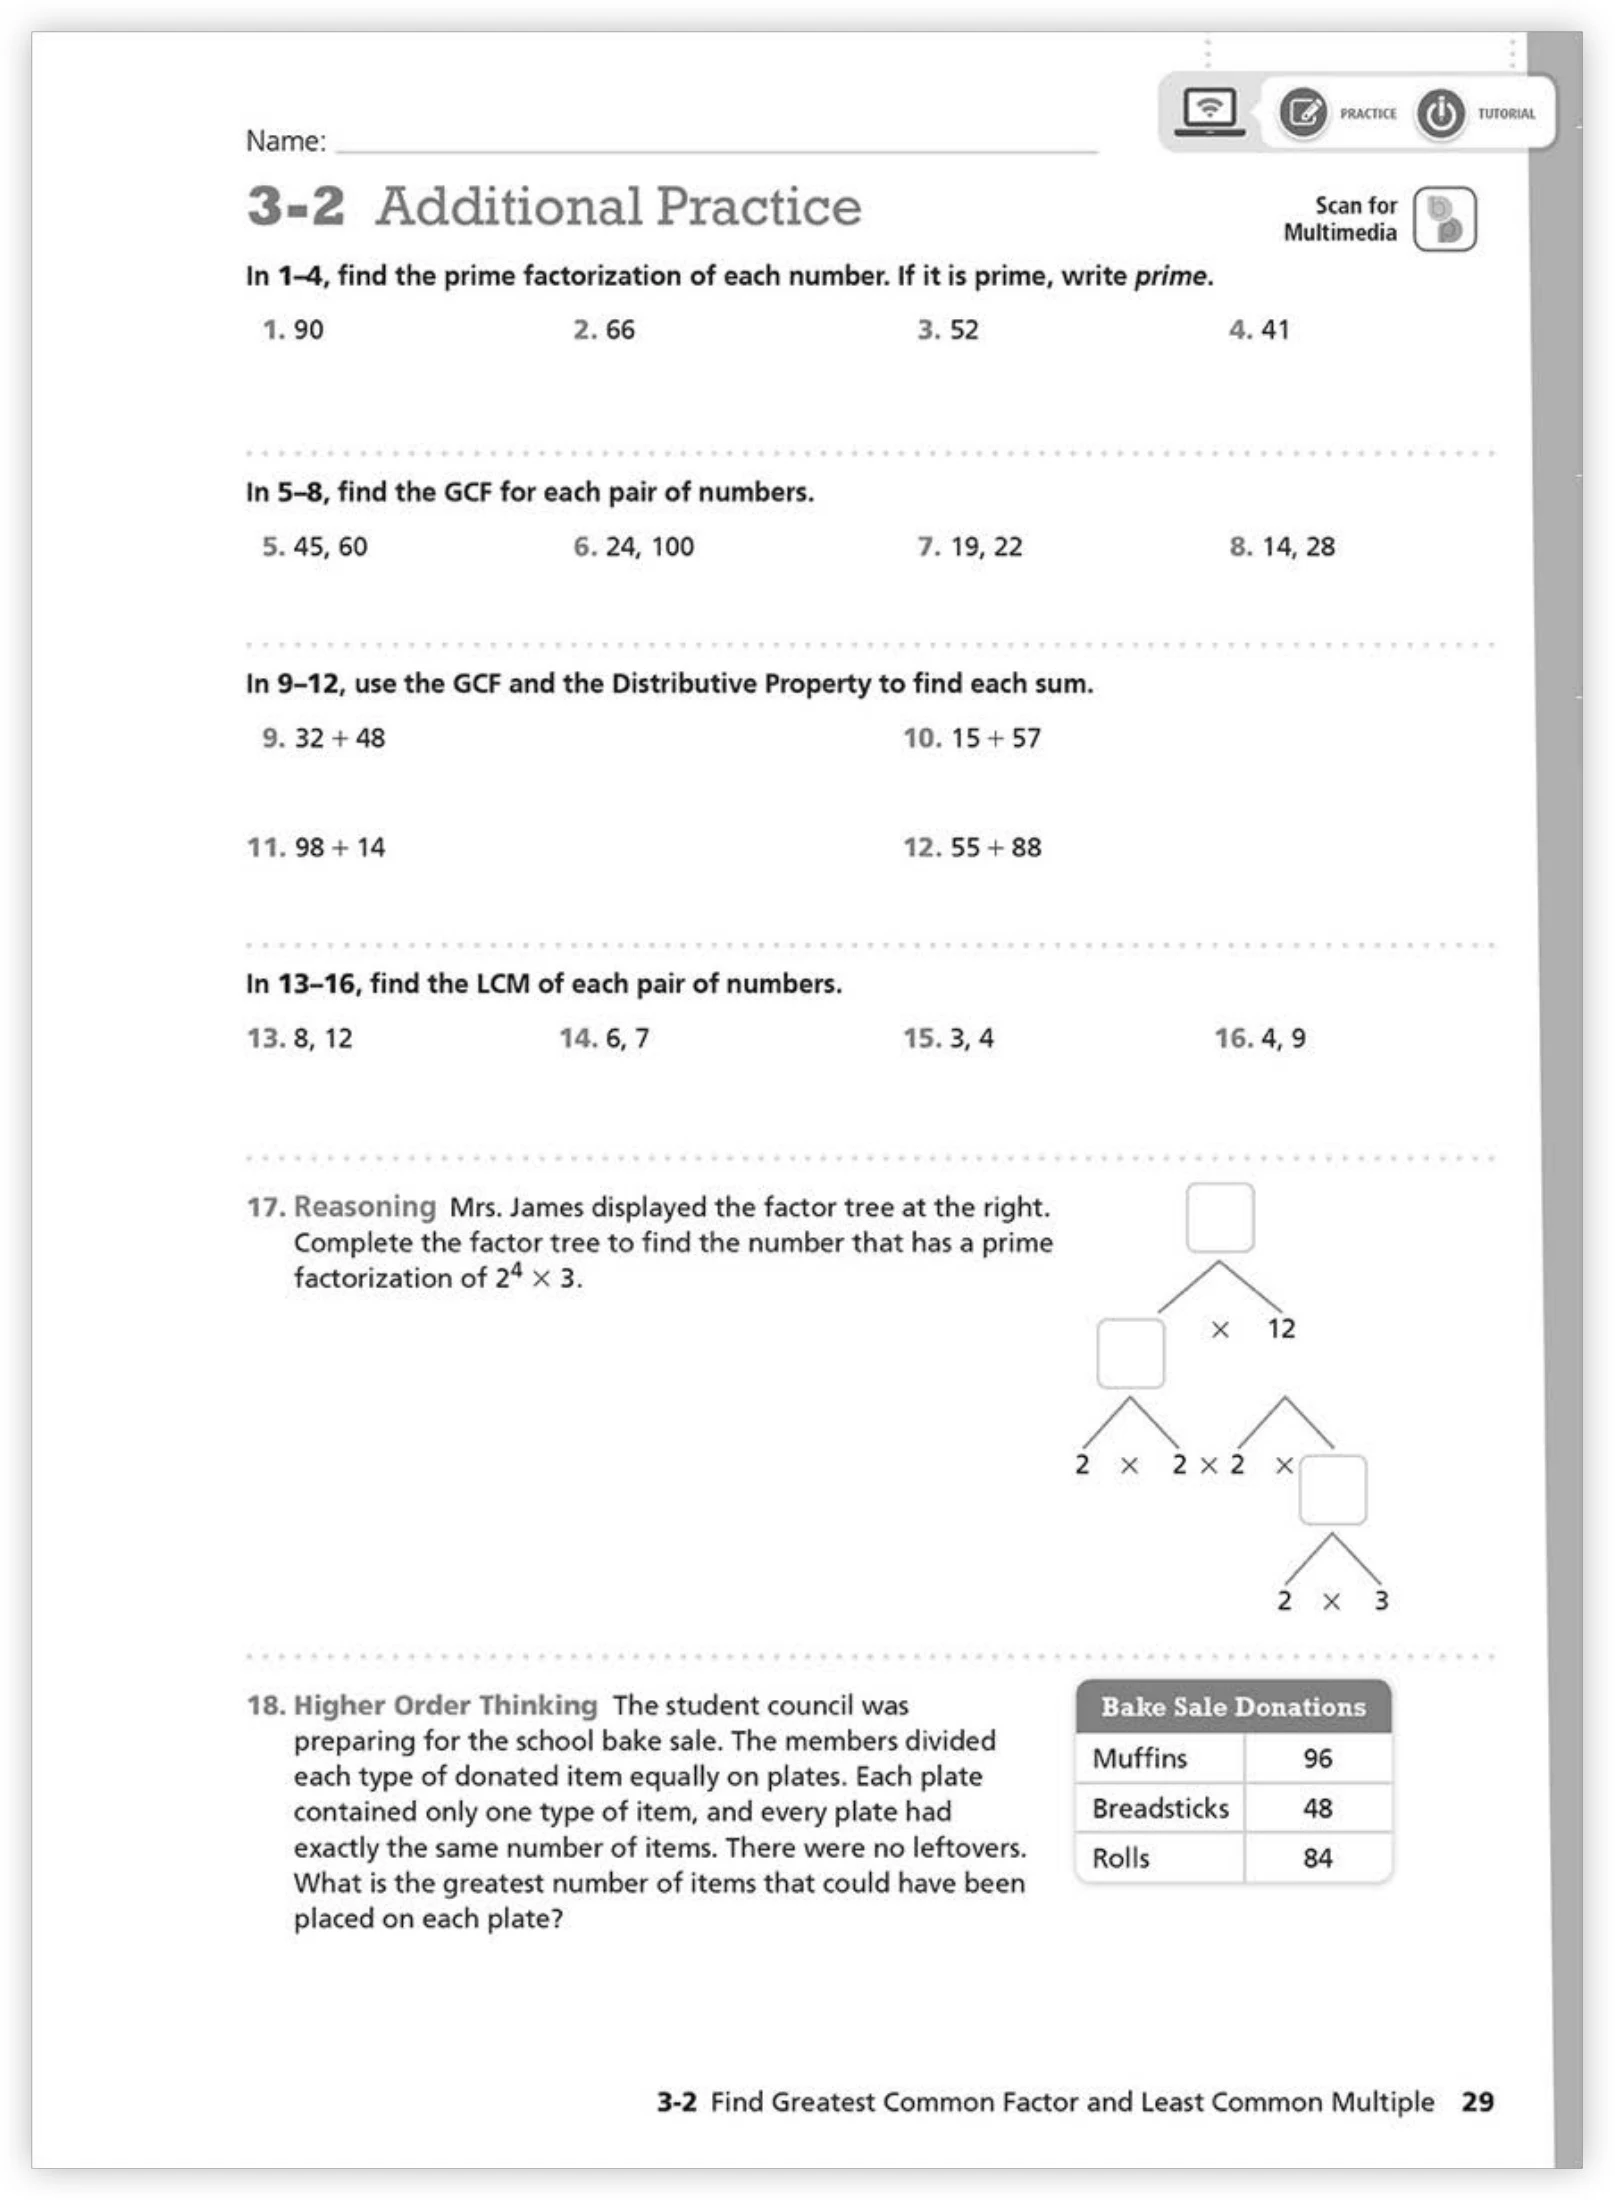 PRACTICE TUTORIAL
Name:
3-2 Additional Practice
Scan for
Multimedia
In 1–4, find the prime factorization of each number. If it is prime, write prime.
1. 90 2. 66 3. 52 4. 41
In 5–8, find the GCF for each pair of numbers.
5. 45, 60 6. 24, 100 7. 19, 22 8. 14, 28
In 9–12, use the GCF and the Distributive Property to find each sum.
9. 32 + 48 10. 15 + 57
11. 98 + 14 12. 55 + 88
In 13–16, find the LCM of each pair of numbers.
13. 8, 12 14. 6, 7 15. 3, 4 16. 4, 9
17. Reasoning Mrs. James displayed the factor tree at the right.
Complete the factor tree to find the number that has a prime
factorization of 2⁴ × 3.
× 12
2 × 2 × 2 ×
2 × 3
18. Higher Order Thinking The student council was
preparing for the school bake sale. The members divided
each type of donated item equally on plates. Each plate
contained only one type of item, and every plate had
exactly the same number of items. There were no leftovers.
What is the greatest number of items that could have been
placed on each plate?
Bake Sale Donations
Muffins 96
Breadsticks 48
Rolls 84
3-2 Find Greatest Common Factor and Least Common Multiple 29